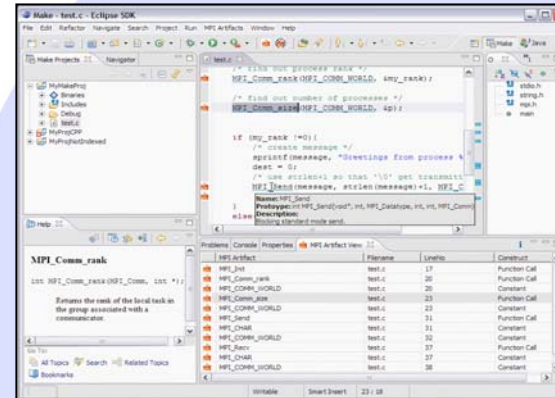 Make - test.c - Eclipse SDK
File Edit Refactor Navigate Search Project Run MPI Artifacts Window Help
Make Java
Make Projects Navigator
MyMakeProj
Binaries
Includes
Debug
test.c
MyProjCPP
MyProjNotIndexed
test.c
/* find out process rank */
MPI_Comm_rank(MPI_COMM_WORLD, &my_rank);
/* find out number of processes */
MPI_Comm_size(MPI_COMM_WORLD, &p);
if (my_rank !=0){
/* create message */
sprintf(message, "Greetings from process %
dest = 0;
/* use strlen+1 so that '\0' get transmitt
MPI_Send(message, strlen(message)+1, MPI_C
Name: MPI_Send
Protoype: int MPI_Send(void*, int, MPI_Datatype, int, int, MPI_Comm)
Description:
Blocking standard mode send.
}
else
stdio.h
string.h
mpi.h
main
Help
MPI_Comm_rank
int MPI_Comm_rank(MPI_Comm, int *);
Returns the rank of the local task in
the group associated with a
communicator.
Go To:
All Topics Search Related Topics
Bookmarks
Problems Console Properties MPI Artifact View
MPI Artifact Filename LineNo Construct
MPI_Init test.c 17 Function Call
MPI_Comm_rank test.c 20 Function Call
MPI_COMM_WORLD test.c 20 Constant
MPI_Comm_size test.c 23 Function Call
MPI_COMM_WORLD test.c 23 Constant
MPI_Send test.c 31 Function Call
MPI_CHAR test.c 31 Constant
MPI_COMM_WORLD test.c 32 Constant
MPI_Recv test.c 37 Function Call
MPI_CHAR test.c 37 Constant
MPI_COMM_WORLD test.c 38 Constant
Writable Smart Insert 23 : 18